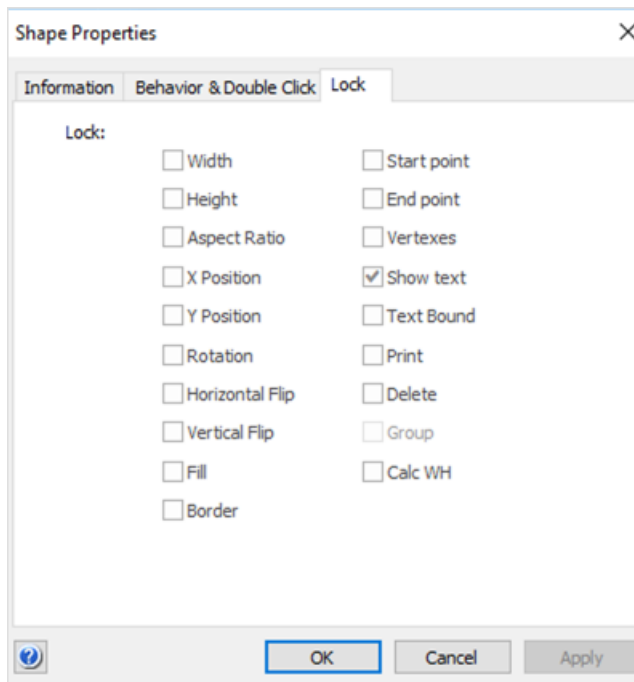 Shape Properties
Information Behavior & Double Click Lock
Lock:
Width
Height
Aspect Ratio
X Position
Y Position
Rotation
Horizontal Flip
Vertical Flip
Fill
Border
Start point
End point
Vertexes
Show text
Text Bound
Print
Delete
Group
Calc WH
OK Cancel Apply